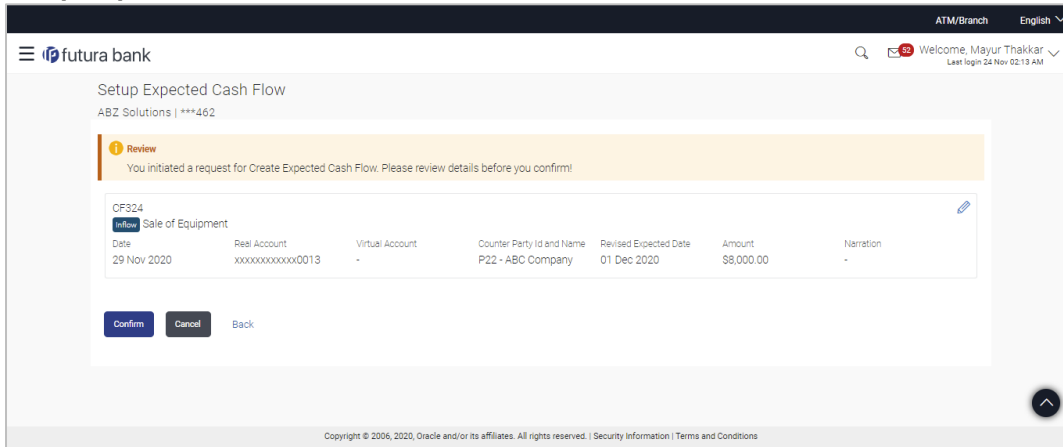 ATM/Branch English
futura bank
52 Welcome, Mayur Thakkar
Last login 24 Nov 02:13 AM
Setup Expected Cash Flow
ABZ Solutions | ***462
Review
You initiated a request for Create Expected Cash Flow. Please review details before you confirm!
CF324
Inflow Sale of Equipment
Date Real Account Virtual Account Counter Party Id and Name Revised Expected Date Amount Narration
29 Nov 2020 xxxxxxxxxxxx0013 - P22 - ABC Company 01 Dec 2020 $8,000.00 -
Confirm Cancel Back
Copyright © 2006, 2020, Oracle and/or its affiliates. All rights reserved. | Security Information | Terms and Conditions